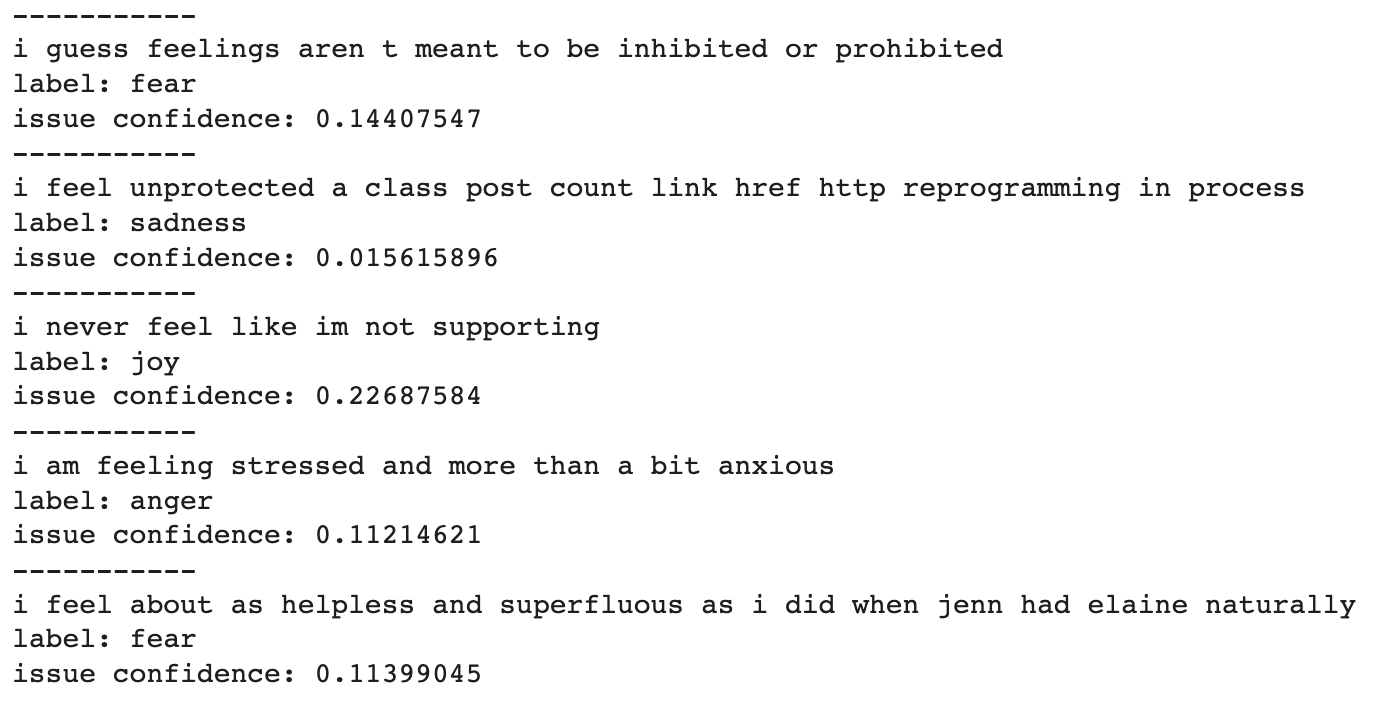 -----------
i guess feelings aren t meant to be inhibited or prohibited
label: fear
issue confidence: 0.14407547
-----------
i feel unprotected a class post count link href http reprogramming in process
label: sadness
issue confidence: 0.015615896
-----------
i never feel like im not supporting
label: joy
issue confidence: 0.22687584
-----------
i am feeling stressed and more than a bit anxious
label: anger
issue confidence: 0.11214621
-----------
i feel about as helpless and superfluous as i did when jenn had elaine naturally
label: fear
issue confidence: 0.11399045